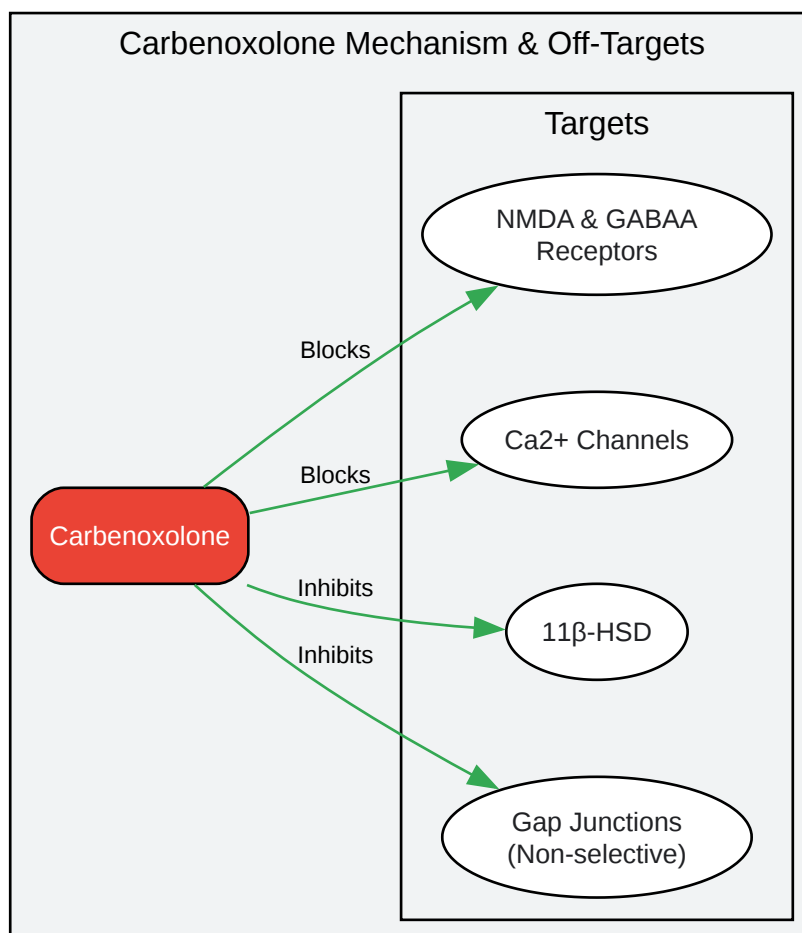 Carbenoxolone Mechanism & Off-Targets
Targets
NMDA & GABAA
Receptors
Blocks
Ca2+ Channels
Blocks
Carbenoxolone
Inhibits
11β-HSD
Inhibits
Gap Junctions
(Non-selective)